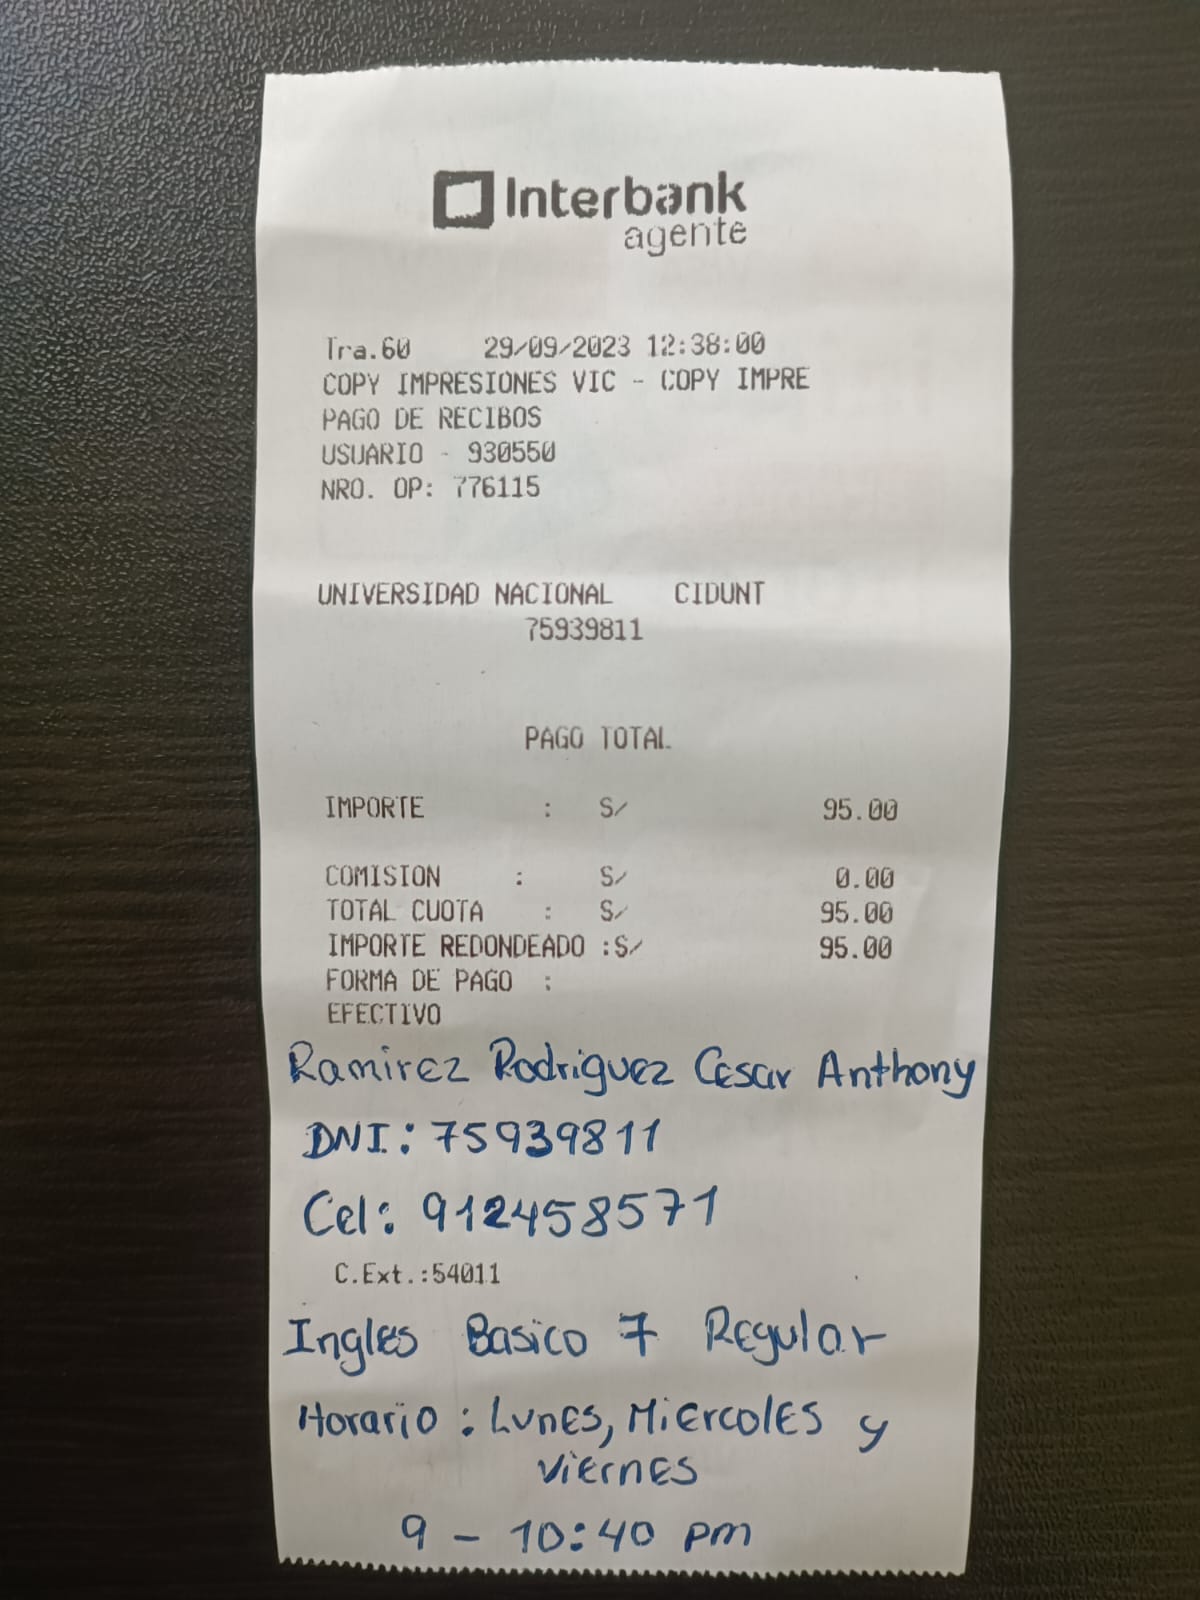 Interbank
agente
Tra.60 29/09/2023 12:38:00
COPY IMPRESIONES VIC - COPY IMPRE
PAGO DE RECIBOS
USUARIO - 930550
NRO. OP: 776115
UNIVERSIDAD NACIONAL CIDUNT
75939811
PAGO TOTAL
IMPORTE : S/ 95.00
COMISION : S/ 0.00
TOTAL CUOTA : S/ 95.00
IMPORTE REDONDEADO :S/ 95.00
FORMA DE PAGO :
EFECTIVO
Ramirez Rodriguez Cesar Anthony
DNI: 75939811
Cel: 912458571
C.Ext.:54011
Ingles Basico 7 Regular
Horario: Lunes, Miercoles y
viernes
9 - 10:40 pm